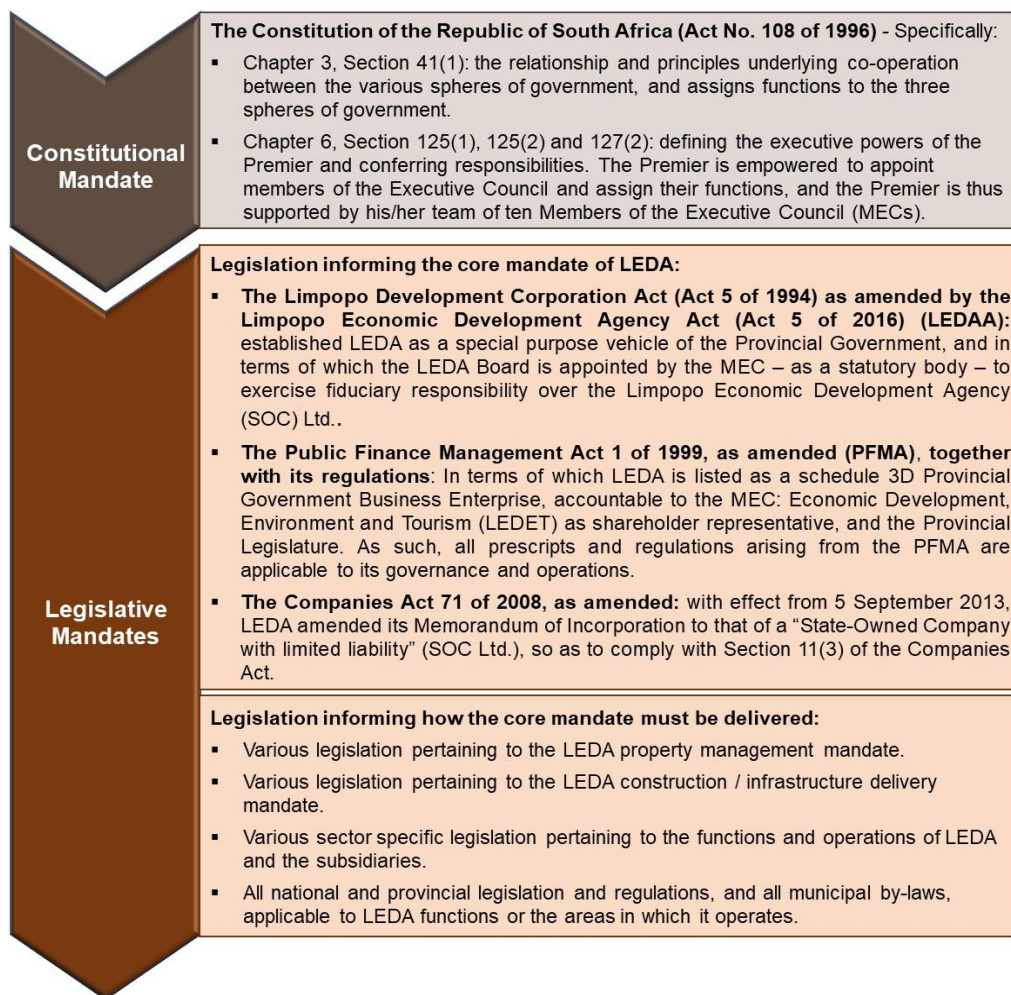 Constitutional
Mandate
The Constitution of the Republic of South Africa (Act No. 108 of 1996) - Specifically:
▪ Chapter 3, Section 41(1): the relationship and principles underlying co-operation
between the various spheres of government, and assigns functions to the three
spheres of government.
▪ Chapter 6, Section 125(1), 125(2) and 127(2): defining the executive powers of the
Premier and conferring responsibilities. The Premier is empowered to appoint
members of the Executive Council and assign their functions, and the Premier is thus
supported by his/her team of ten Members of the Executive Council (MECs).
Legislative
Mandates
Legislation informing the core mandate of LEDA:
▪ The Limpopo Development Corporation Act (Act 5 of 1994) as amended by the
Limpopo Economic Development Agency Act (Act 5 of 2016) (LEDAA):
established LEDA as a special purpose vehicle of the Provincial Government, and in
terms of which the LEDA Board is appointed by the MEC – as a statutory body – to
exercise fiduciary responsibility over the Limpopo Economic Development Agency
(SOC) Ltd..
▪ The Public Finance Management Act 1 of 1999, as amended (PFMA), together
with its regulations: In terms of which LEDA is listed as a schedule 3D Provincial
Government Business Enterprise, accountable to the MEC: Economic Development,
Environment and Tourism (LEDET) as shareholder representative, and the Provincial
Legislature. As such, all prescripts and regulations arising from the PFMA are
applicable to its governance and operations.
▪ The Companies Act 71 of 2008, as amended: with effect from 5 September 2013,
LEDA amended its Memorandum of Incorporation to that of a “State-Owned Company
with limited liability” (SOC Ltd.), so as to comply with Section 11(3) of the Companies
Act.
Legislation informing how the core mandate must be delivered:
▪ Various legislation pertaining to the LEDA property management mandate.
▪ Various legislation pertaining to the LEDA construction / infrastructure delivery
mandate.
▪ Various sector specific legislation pertaining to the functions and operations of LEDA
and the subsidiaries.
▪ All national and provincial legislation and regulations, and all municipal by-laws,
applicable to LEDA functions or the areas in which it operates.